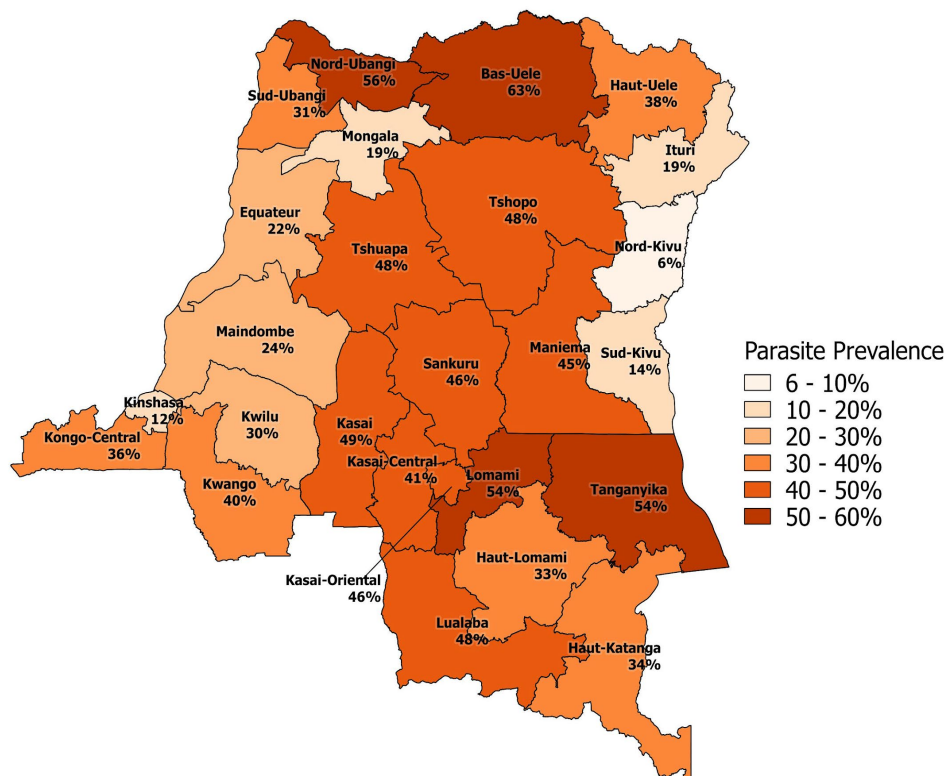 Nord-Ubangi
56%
Bas-Uele
63%
Haut-Uele
38%
Sud-Ubangi
31%
Mongala
19%
Ituri
19%
Equateur
22%
Tshopo
48%
Tshuapa
48%
Nord-Kivu
6%
Maindombe
24%
Sankuru
46%
Maniema
45%
Sud-Kivu
14%
Parasite Prevalence
6 - 10%
10 - 20%
20 - 30%
30 - 40%
40 - 50%
50 - 60%
Kinshasa
12%
Kwilu
30%
Kasai
49%
Kongo-Central
36%
Kasai-Central
41%
Lomami
54%
Kwango
40%
Tanganyika
54%
Haut-Lomami
33%
Kasai-Oriental
46%
Lualaba
48%
Haut-Katanga
34%